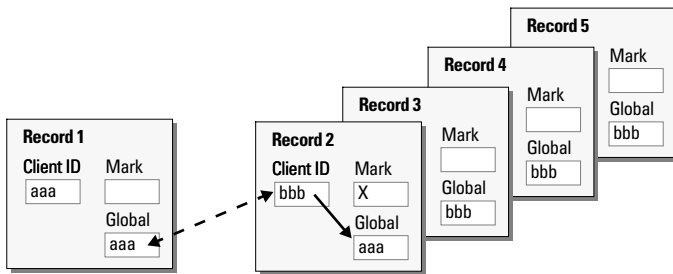 Record 5
Mark
Global
bbb
Record 4
Mark
Global
bbb
Record 3
Mark
Global
bbb
Record 1
Client ID Mark
aaa
Global
aaa
Record 2
Client ID Mark
bbb X
Global
aaa